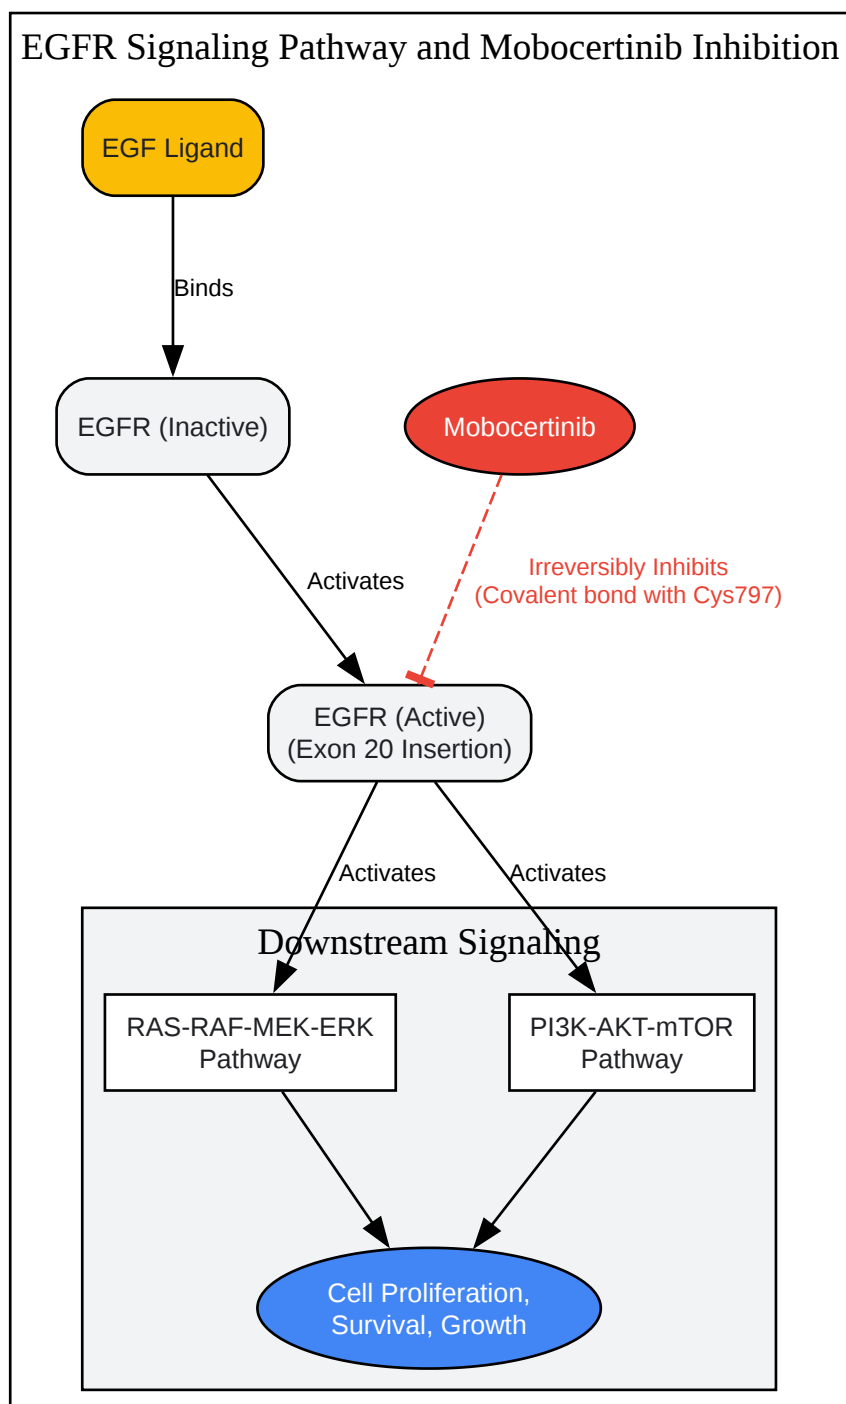 EGFR Signaling Pathway and Mobocertinib Inhibition
EGF Ligand
Binds
EGFR (Inactive)
Mobocertinib
Activates
Irreversibly Inhibits
(Covalent bond with Cys797)
EGFR (Active)
(Exon 20 Insertion)
Activates
Activates
Downstream Signaling
RAS-RAF-MEK-ERK
Pathway
PI3K-AKT-mTOR
Pathway
Cell Proliferation,
Survival, Growth